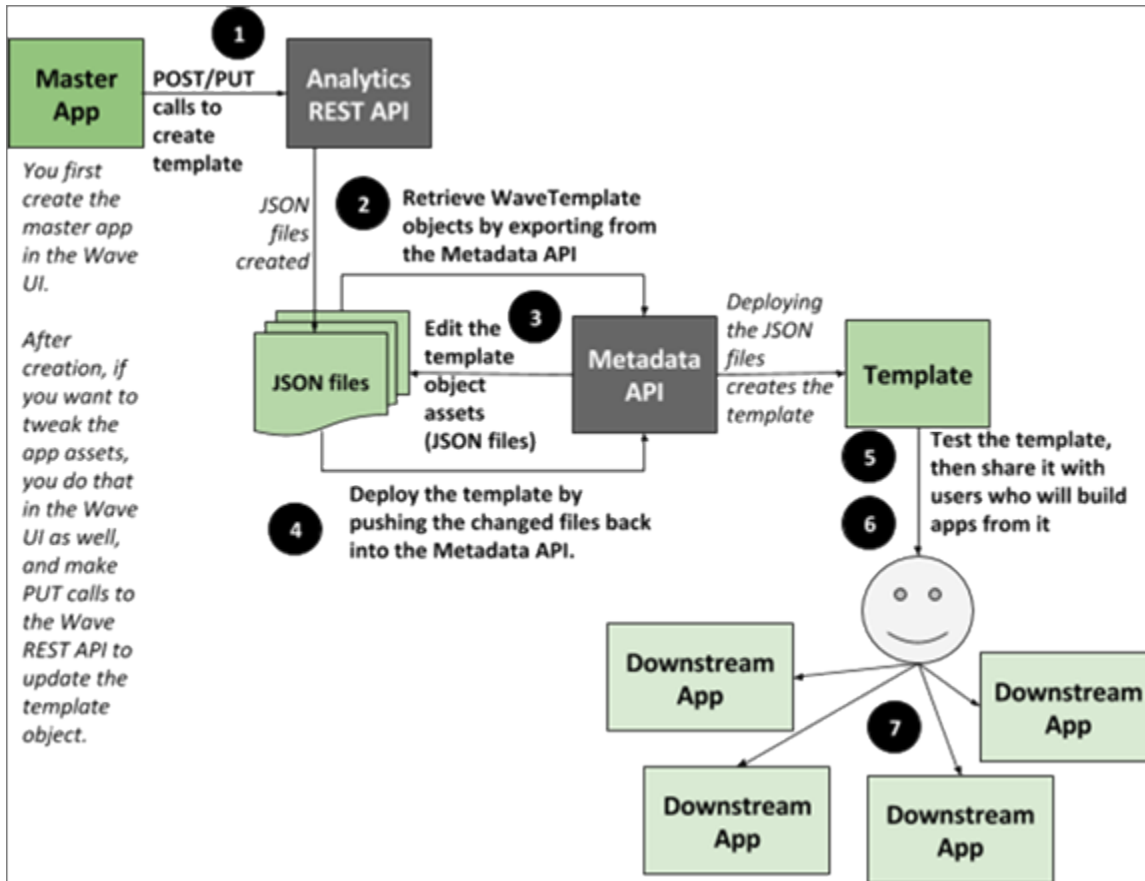 1
Master
App
POST/PUT
calls to
create
template
Analytics
REST API
You first
create the
master app
in the Wave
UI.
After
creation, if
you want to
tweak the
app assets,
you do that
in the Wave
UI as well,
and make
PUT calls to
the Wave
REST API to
update the
template
object.
JSON
files
created
2
Retrieve WaveTemplate
objects by exporting from
the Metadata API
JSON files
3
Edit the
template
object
assets
(JSON files)
Metadata
API
4
Deploy the template by
pushing the changed files back
into the Metadata API.
Deploying
the JSON
files
creates the
template
Template
5
6
Test the template,
then share it with
users who will build
apps from it
7
Downstream
App
Downstream
App
Downstream
App
Downstream
App